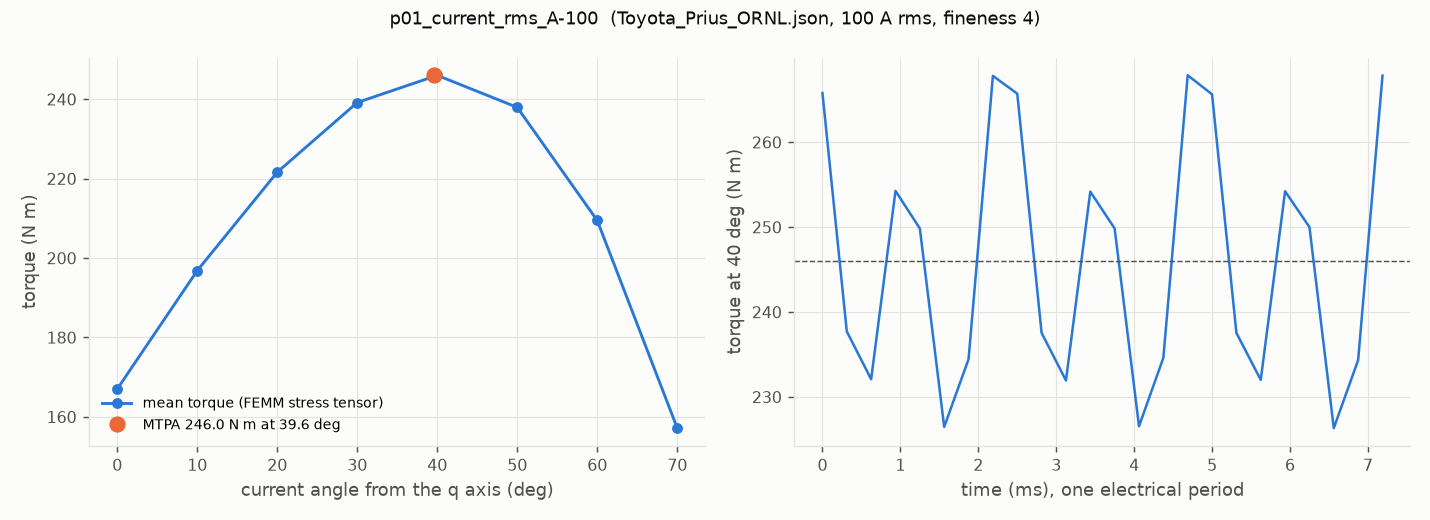 p01_current_rms_A-100  (Toyota_Prius_ORNL.json, 100 A rms, fineness 4)
torque (N m)
240
220
200
180
160
mean torque (FEMM stress tensor)
MTPA 246.0 N m at 39.6 deg
0 10 20 30 40 50 60 70
current angle from the q axis (deg)
torque at 40 deg (N m)
260
250
240
230
0 1 2 3 4 5 6 7
time (ms), one electrical period